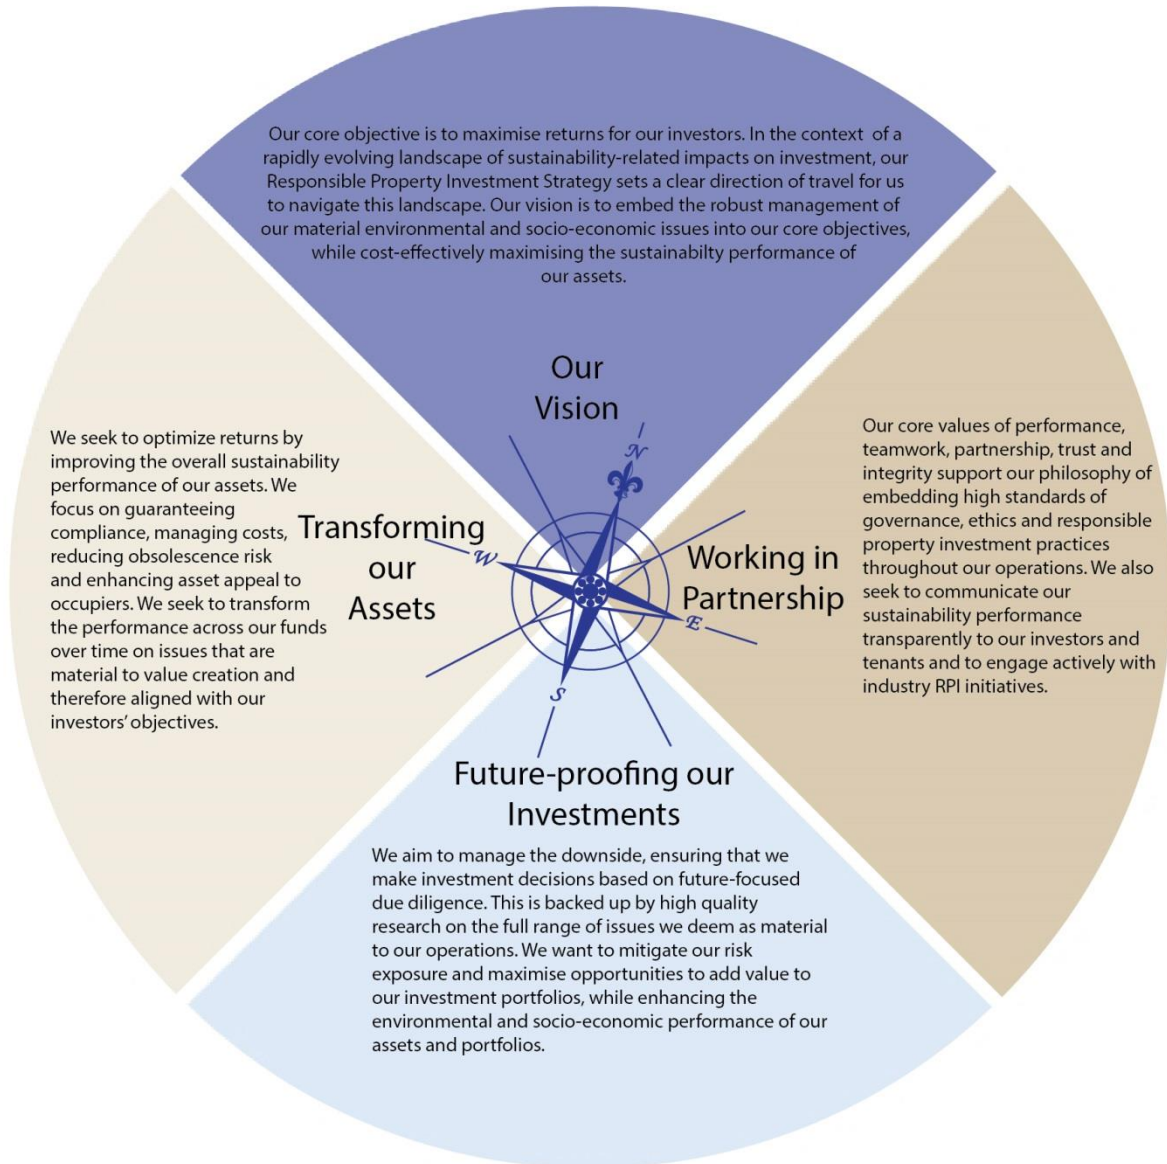 Our core objective is to maximise returns for our investors. In the context of a
rapidly evolving landscape of sustainability-related impacts on investment, our
Responsible Property Investment Strategy sets a clear direction of travel for us
to navigate this landscape. Our vision is to embed the robust management of
our material environmental and socio-economic issues into our core objectives,
while cost-effectively maximising the sustainabilty performance of
our assets.
Our
Vision
N
We seek to optimize returns by
improving the overall sustainability
performance of our assets. We
focus on guaranteeing
compliance, managing costs,
reducing obsolescence risk
and enhancing asset appeal to
occupiers. We seek to transform
the performance across our funds
over time on issues that are
material to value creation and
therefore aligned with our
investors' objectives.
Transforming
our
Assets
W
Working in
Partnership
E
Our core values of performance,
teamwork, partnership, trust and
integrity support our philosophy of
embedding high standards of
governance, ethics and responsible
property investment practices
throughout our operations. We also
seek to communicate our
sustainability performance
transparently to our investors and
tenants and to engage actively with
industry RPI initiatives.
S
Future-proofing our
Investments
We aim to manage the downside, ensuring that we
make investment decisions based on future-focused
due diligence. This is backed up by high quality
research on the full range of issues we deem as material
to our operations. We want to mitigate our risk
exposure and maximise opportunities to add value to
our investment portfolios, while enhancing the
environmental and socio-economic performance of our
assets and portfolios.